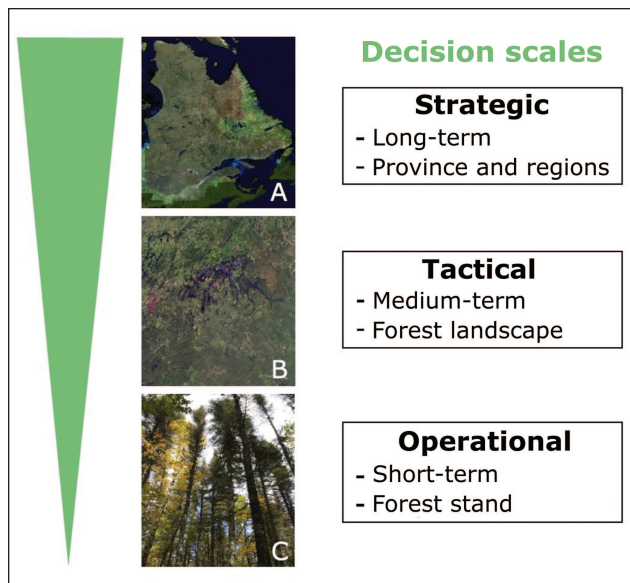 Decision scales
Strategic
- Long-term
- Province and regions
A
Tactical
- Medium-term
- Forest landscape
B
Operational
- Short-term
- Forest stand
C